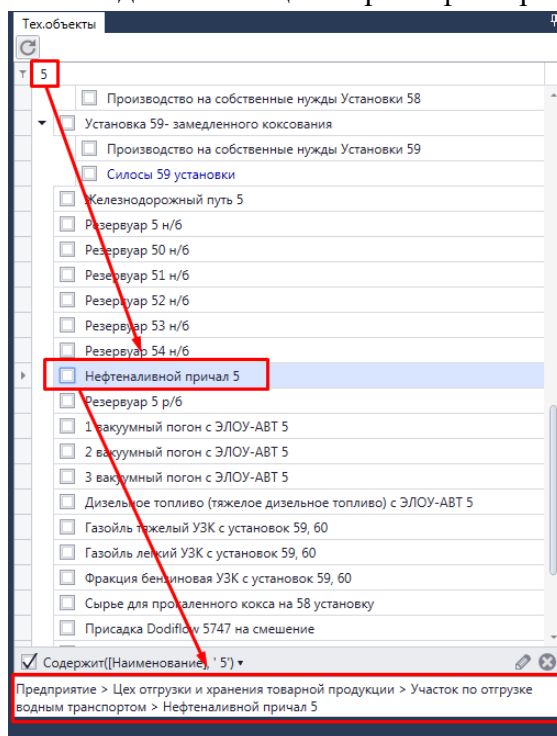 Тех.объекты
5
Производство на собственные нужды Установки 58
Установка 59- замедленного коксования
Производство на собственные нужды Установки 59
Силосы 59 установки
Железнодорожный путь 5
Резервуар 5 н/б
Резервуар 50 н/б
Резервуар 51 н/б
Резервуар 52 н/б
Резервуар 53 н/б
Резервуар 54 н/б
Нефтеналивной причал 5
Резервуар 5 р/б
1 вакуумный погон с ЭЛОУ-АВТ 5
2 вакуумный погон с ЭЛОУ-АВТ 5
3 вакуумный погон с ЭЛОУ-АВТ 5
Дизельное топливо (тяжелое дизельное топливо) с ЭЛОУ-АВТ 5
Газойль тяжелый УЗК с установок 59, 60
Газойль легкий УЗК с установок 59, 60
Фракция бензиновая УЗК с установок 59, 60
Сырье для прокаленного кокса на 58 установку
Присадка Dodiflow 5747 на смешение
Содержит([Наименование], ' 5')
Предприятие > Цех отгрузки и хранения товарной продукции > Участок по отгрузке
водным транспортом > Нефтеналивной причал 5